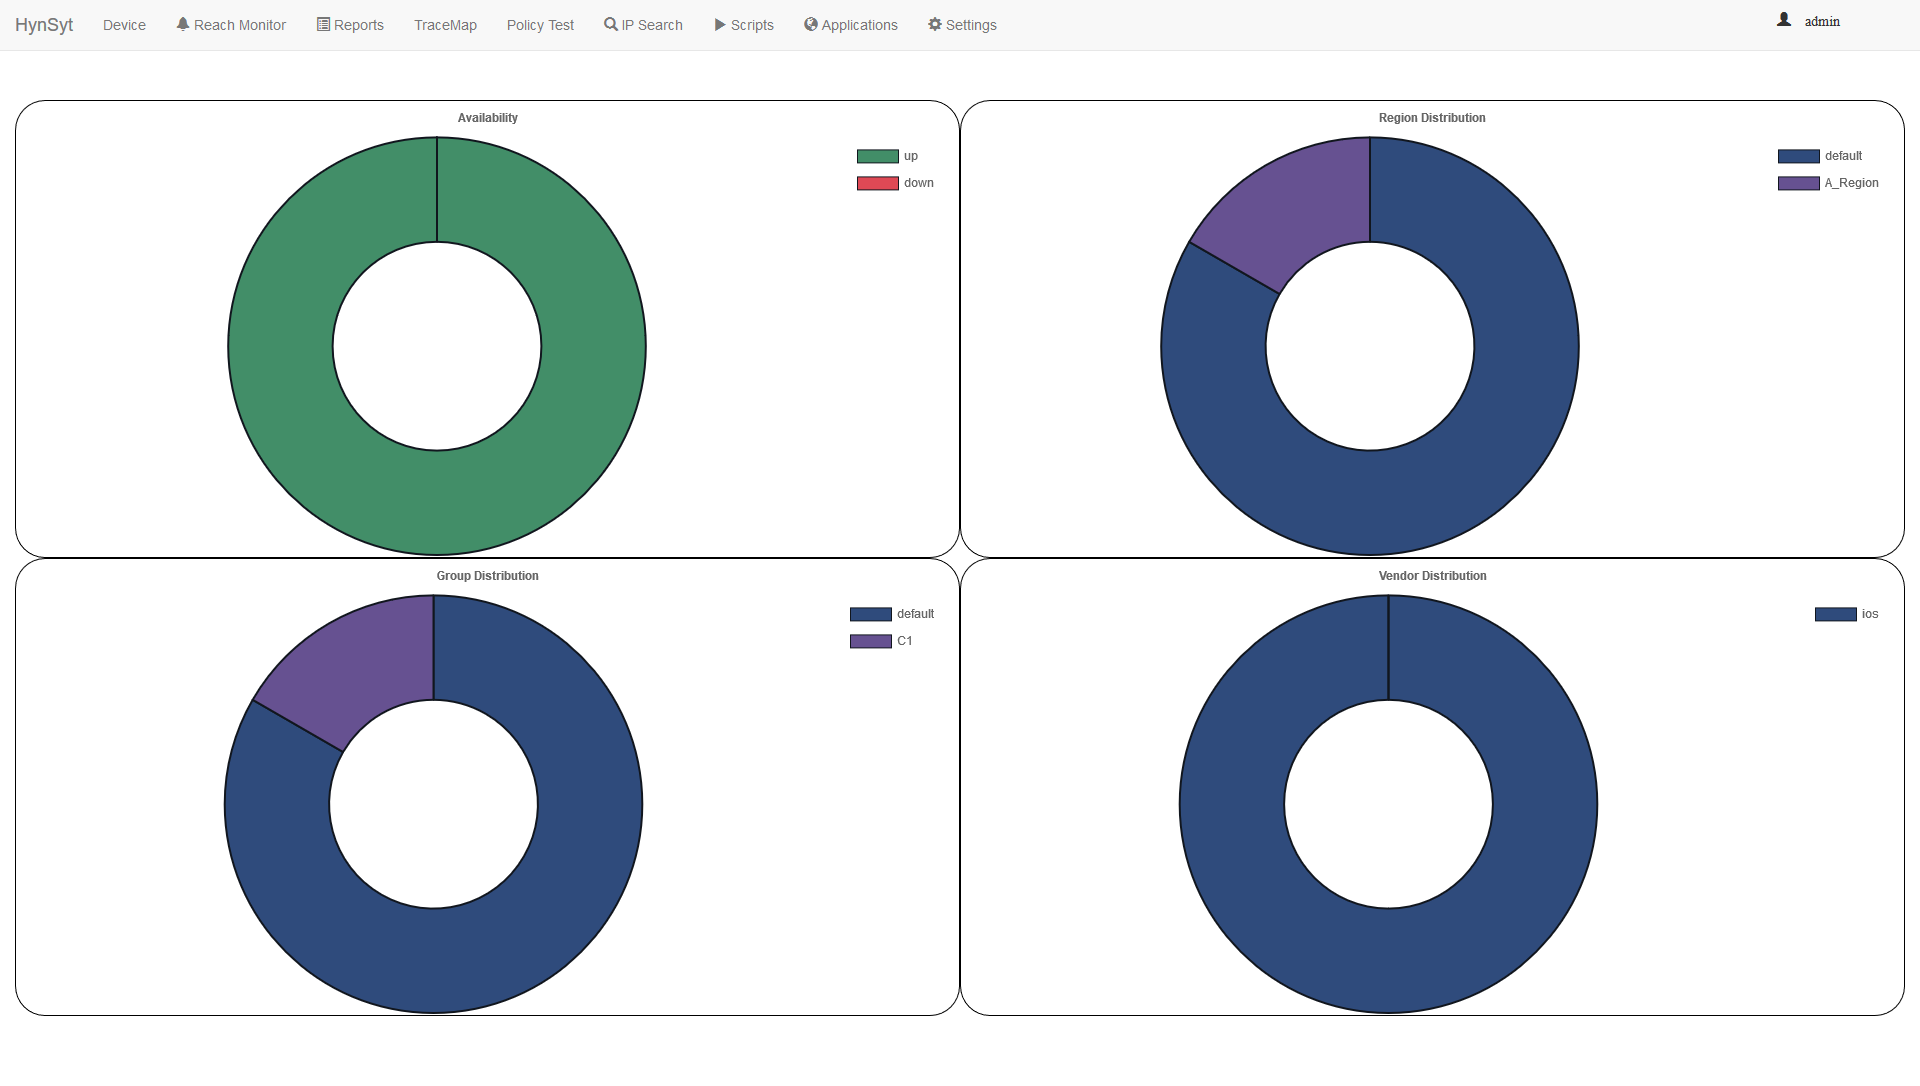 HynSyt Device Reach Monitor Reports TraceMap Policy Test IP Search Scripts Applications Settings admin
Availability
up
down
Region Distribution
default
A_Region
Group Distribution
default
C1
Vendor Distribution
ios